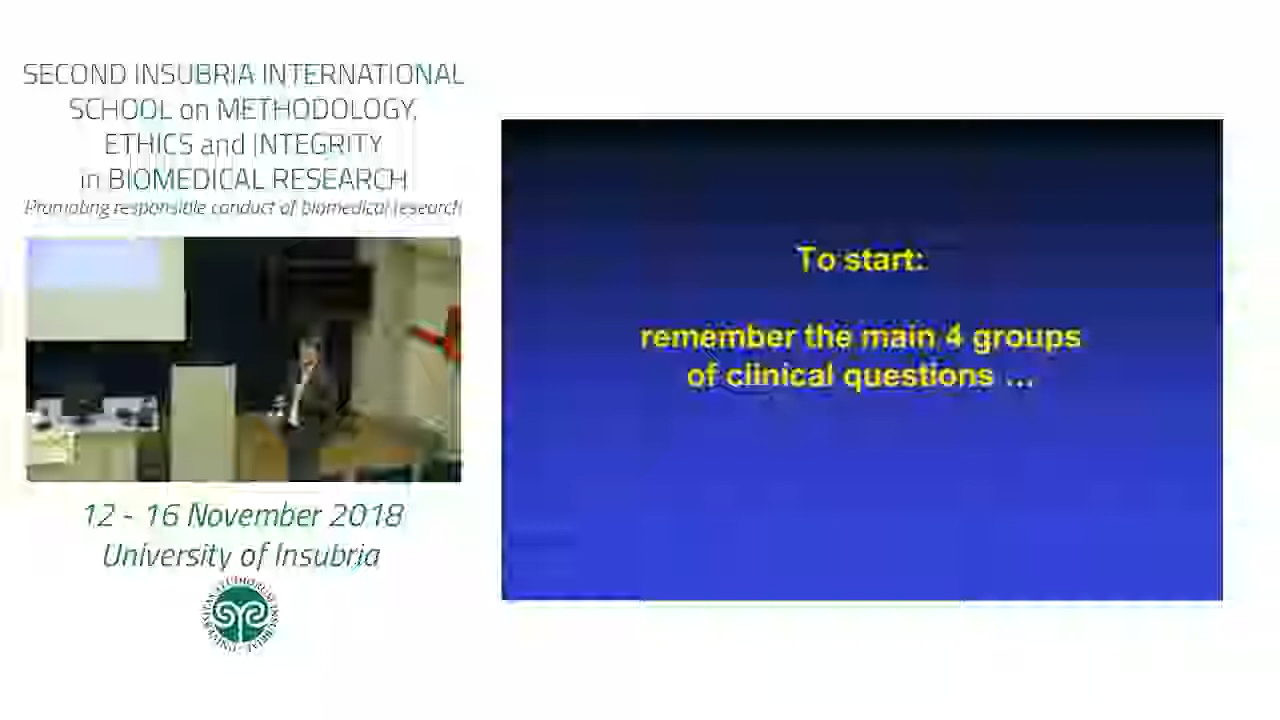 SECOND INSUBRIA INTERNATIONAL
SCHOOL on METHODOLOGY,
ETHICS and INTEGRITY
in BIOMEDICAL RESEARCH
Promoting responsible conduct of biomedical research
12 - 16 November 2018
University of Insubria
To start:
remember the main 4 groups
of clinical questions ...